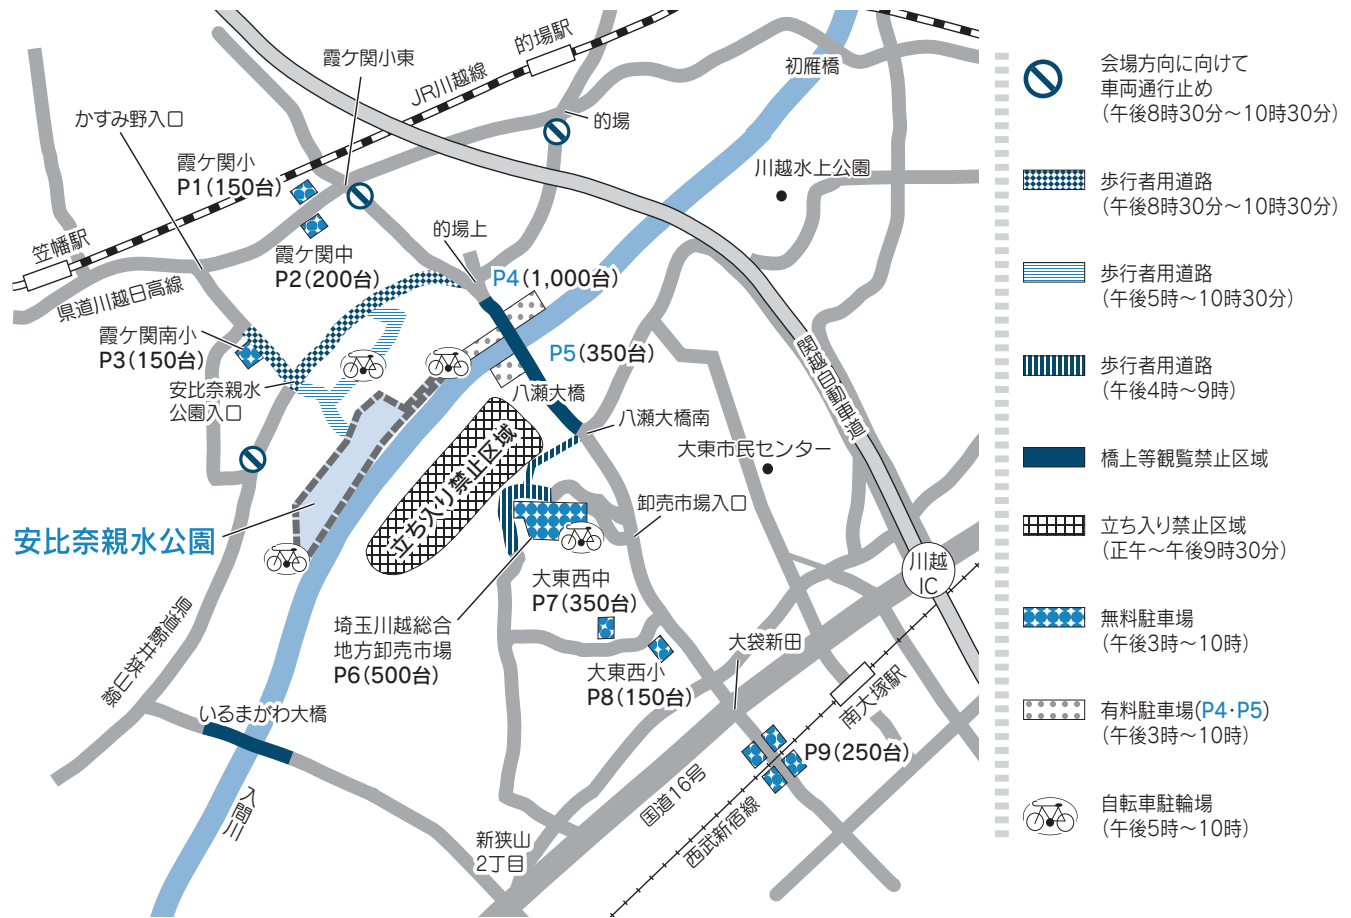 霞ケ関小東
的場駅
JR川越線
初雁橋
かすみ野入口
的場
霞ケ関小
P1(150台)
川越水上公園
笠幡駅
霞ケ関中
P2(200台)
的場上
県道川越日高線
P4(1,000台)
霞ケ関南小
P3(150台)
P5(350台)
関越自動車道
安比奈親水
公園入口
八瀬大橋
八瀬大橋南
大東市民センター
立ち入り禁止区域
卸売市場入口
安比奈親水公園
川越
IC
大東西中
P7(350台)
県道鯨井狭山線
埼玉川越総合
地方卸売市場
P6(500台)
大東西小
P8(150台)
大袋新田
南大塚駅
いるまがわ大橋
P9(250台)
入間川
国道16号
西武新宿線
新狭山
2丁目
会場方向に向けて
車両通行止め
(午後8時30分〜10時30分)
歩行者用道路
(午後8時30分〜10時30分)
歩行者用道路
(午後5時〜10時30分)
歩行者用道路
(午後4時〜9時)
橋上等観覧禁止区域
立ち入り禁止区域
(正午〜午後9時30分)
無料駐車場
(午後3時〜10時)
有料駐車場(P4・P5)
(午後3時〜10時)
自転車駐輪場
(午後5時〜10時)